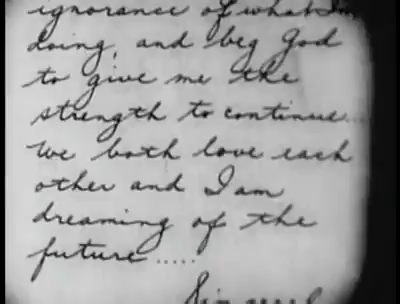 ignorance of what I'm
doing, and beg God
to give me the
strength to continue...
We both love each
other and I am
dreaming of the
future.....